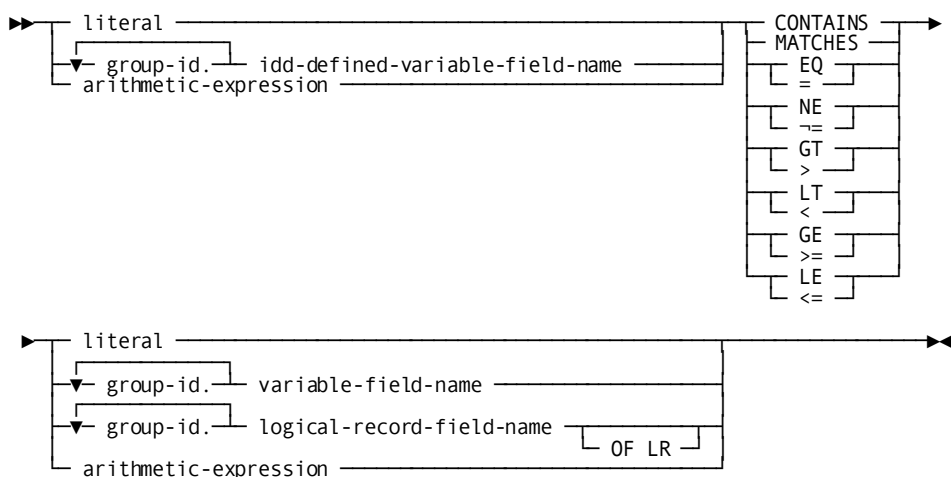 literal CONTAINS
MATCHES
group-id. idd-defined-variable-field-name EQ
arithmetic-expression =
NE
¬=
GT
>
LT
<
GE
>=
LE
<=
literal
group-id. variable-field-name
group-id. logical-record-field-name
OF LR
arithmetic-expression